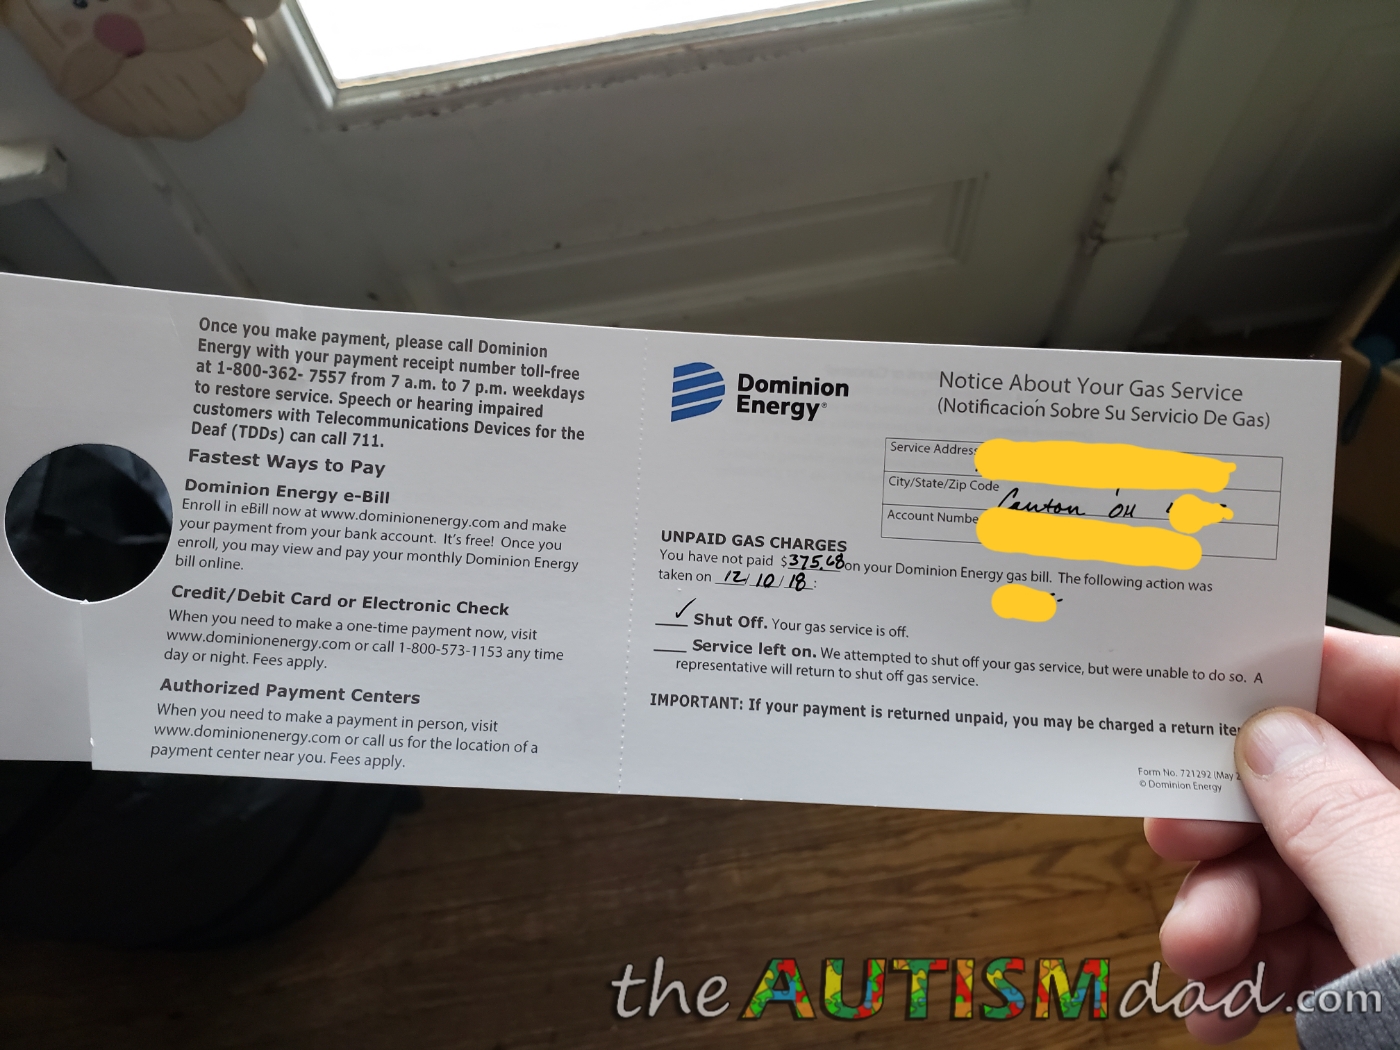 Once you make payment, please call Dominion
Energy with your payment receipt number toll-free
at 1-800-362- 7557 from 7 a.m. to 7 p.m. weekdays
to restore service. Speech or hearing impaired
customers with Telecommunications Devices for the
Deaf (TDDs) can call 711.
Fastest Ways to Pay
Dominion Energy e-Bill
Enroll in eBill now at www.dominionenergy.com and make
your payment from your bank account. It's free! Once you
enroll, you may view and pay your monthly Dominion Energy
bill online.
Credit/Debit Card or Electronic Check
When you need to make a one-time payment now, visit
www.dominionenergy.com or call 1-800-573-1153 any time
day or night. Fees apply.
Authorized Payment Centers
When you need to make a payment in person, visit
www.dominionenergy.com or call us for the location of a
payment center near you. Fees apply.
Dominion
Energy®
Notice About Your Gas Service
(Notificación Sobre Su Servicio De Gas)
Service Address
City/State/Zip Code Canton OH
Account Numbe
UNPAID GAS CHARGES
You have not paid $375.68 on your Dominion Energy gas bill. The following action was
taken on 12/10/18:
✓ Shut Off. Your gas service is off.
Service left on. We attempted to shut off your gas service, but were unable to do so. A
representative will return to shut off gas service.
IMPORTANT: If your payment is returned unpaid, you may be charged a return ite
Form No. 721292 (May 2
© Dominion Energy
theAUTISMdad.com